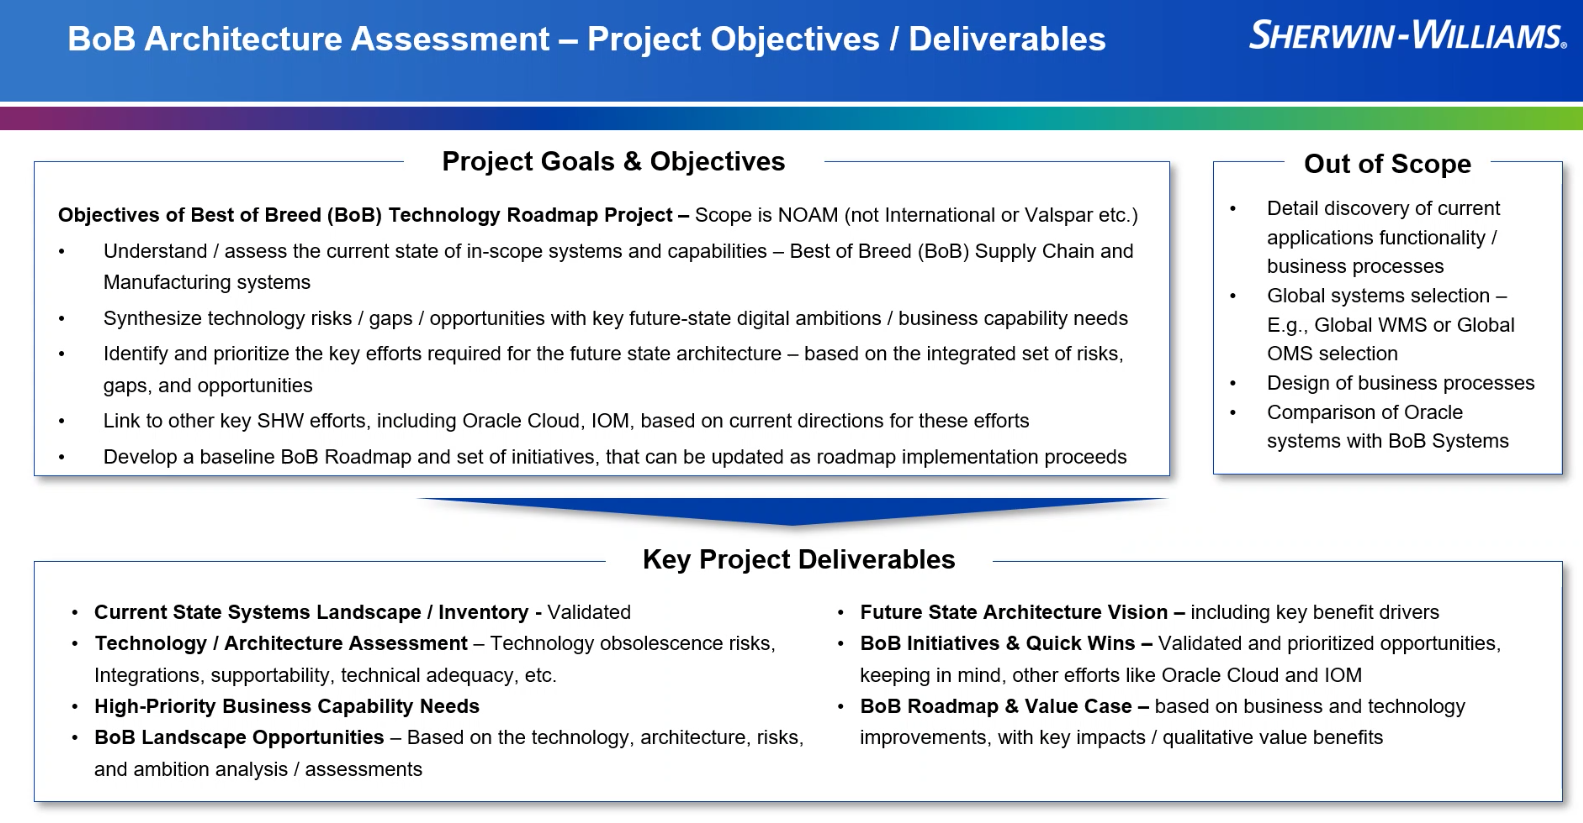 BoB Architecture Assessment – Project Objectives / Deliverables
SHERWIN-WILLIAMS®
Project Goals & Objectives
Objectives of Best of Breed (BoB) Technology Roadmap Project – Scope is NOAM (not International or Valspar etc.)
• Understand / assess the current state of in-scope systems and capabilities – Best of Breed (BoB) Supply Chain and
Manufacturing systems
• Synthesize technology risks / gaps / opportunities with key future-state digital ambitions / business capability needs
• Identify and prioritize the key efforts required for the future state architecture – based on the integrated set of risks,
gaps, and opportunities
• Link to other key SHW efforts, including Oracle Cloud, IOM, based on current directions for these efforts
• Develop a baseline BoB Roadmap and set of initiatives, that can be updated as roadmap implementation proceeds
Out of Scope
• Detail discovery of current
applications functionality /
business processes
• Global systems selection –
E.g., Global WMS or Global
OMS selection
• Design of business processes
• Comparison of Oracle
systems with BoB Systems
Key Project Deliverables
• Current State Systems Landscape / Inventory - Validated
• Technology / Architecture Assessment – Technology obsolescence risks,
Integrations, supportability, technical adequacy, etc.
• High-Priority Business Capability Needs
• BoB Landscape Opportunities – Based on the technology, architecture, risks,
and ambition analysis / assessments
• Future State Architecture Vision – including key benefit drivers
• BoB Initiatives & Quick Wins – Validated and prioritized opportunities,
keeping in mind, other efforts like Oracle Cloud and IOM
• BoB Roadmap & Value Case – based on business and technology
improvements, with key impacts / qualitative value benefits